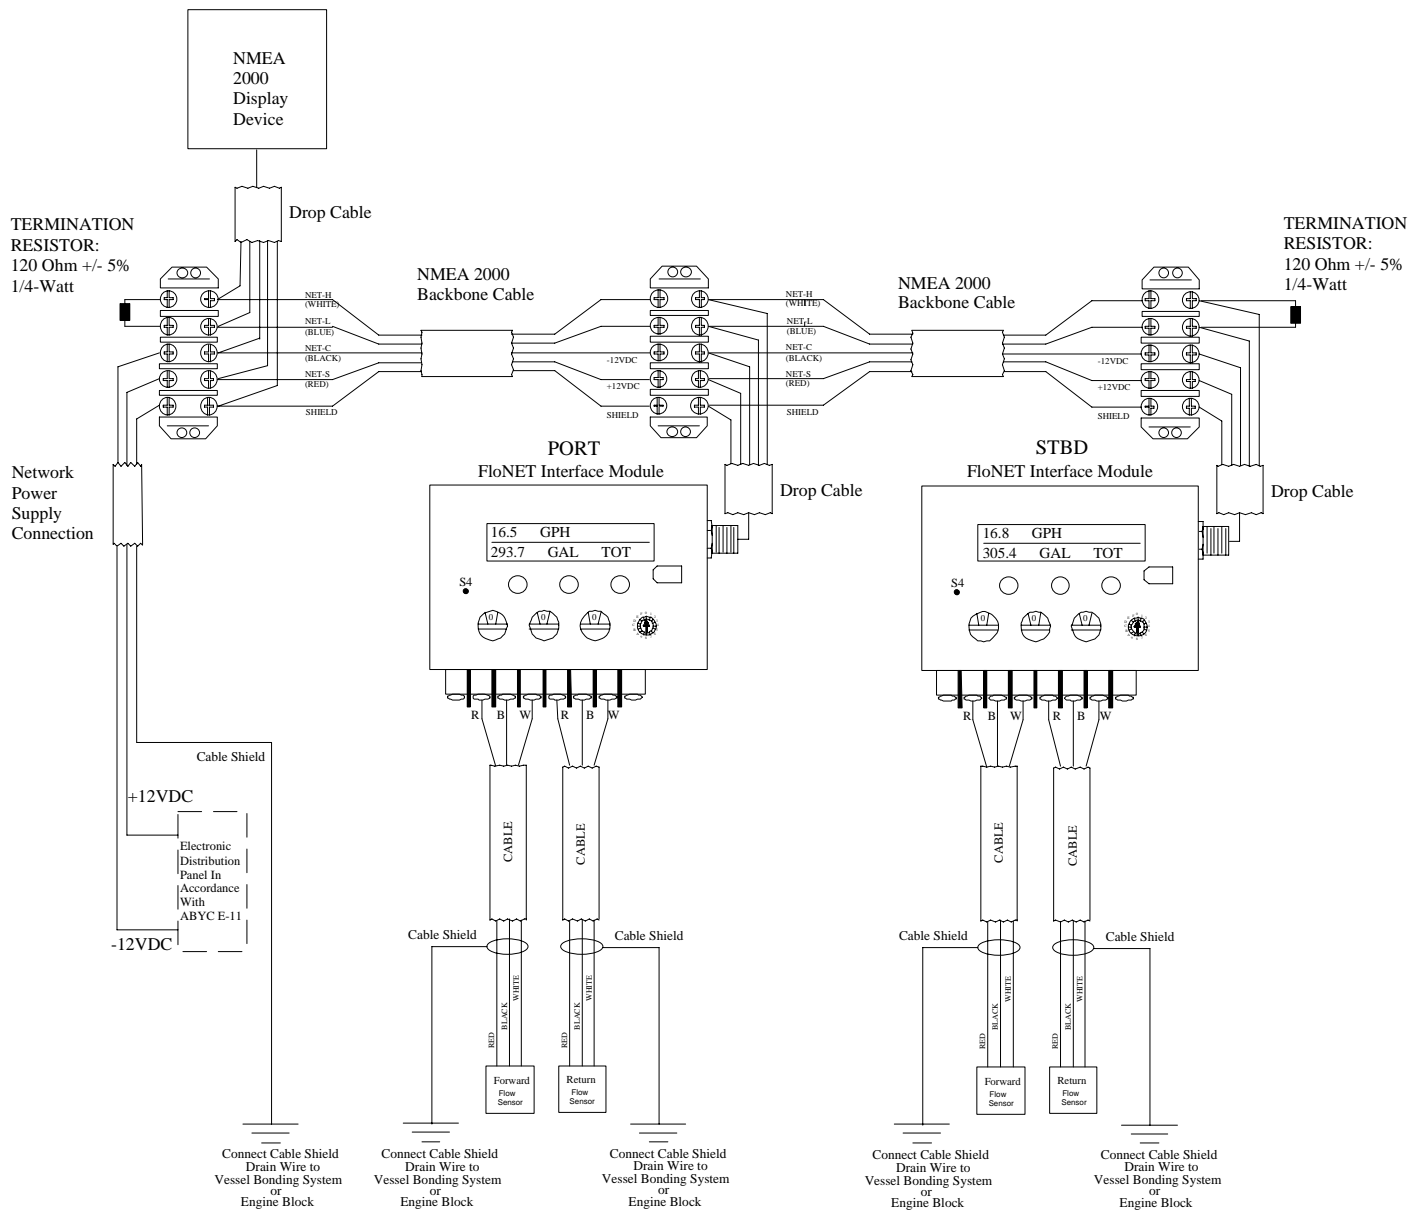 NMEA
2000
Display
Device
Drop Cable
TERMINATION
RESISTOR:
120 Ohm +/- 5%
1/4-Watt
NMEA 2000
Backbone Cable
NMEA 2000
Backbone Cable
TERMINATION
RESISTOR:
120 Ohm +/- 5%
1/4-Watt
NET-H
(WHITE)
NET-L
(BLUE)
NET-C
(BLACK)
NET-S
(RED)
SHIELD
-12VDC
+12VDC
SHIELD
NET-H
(WHITE)
NET-L
(BLUE)
NET-C
(BLACK)
NET-S
(RED)
SHIELD
-12VDC
+12VDC
SHIELD
Network
Power
Supply
Connection
PORT
FloNET Interface Module
Drop Cable
STBD
FloNET Interface Module
Drop Cable
16.5 GPH
293.7 GAL TOT
S4
0 0 0
R B W R B W
16.8 GPH
305.4 GAL TOT
S4
0 0 0
R B W R B W
Cable Shield
+12VDC
Electronic
Distribution
Panel In
Accordance
With
ABYC E-11
-12VDC
CABLE
CABLE
CABLE
CABLE
Cable Shield
Cable Shield
Cable Shield
Cable Shield
RED
BLACK
WHITE
RED
BLACK
WHITE
RED
BLACK
WHITE
RED
BLACK
WHITE
Forward
Flow
Sensor
Return
Flow
Sensor
Forward
Flow
Sensor
Return
Flow
Sensor
Connect Cable Shield
Drain Wire to
Vessel Bonding System
or
Engine Block
Connect Cable Shield
Drain Wire to
Vessel Bonding System
or
Engine Block
Connect Cable Shield
Drain Wire to
Vessel Bonding System
or
Engine Block
Connect Cable Shield
Drain Wire to
Vessel Bonding System
or
Engine Block
Connect Cable Shield
Drain Wire to
Vessel Bonding System
or
Engine Block